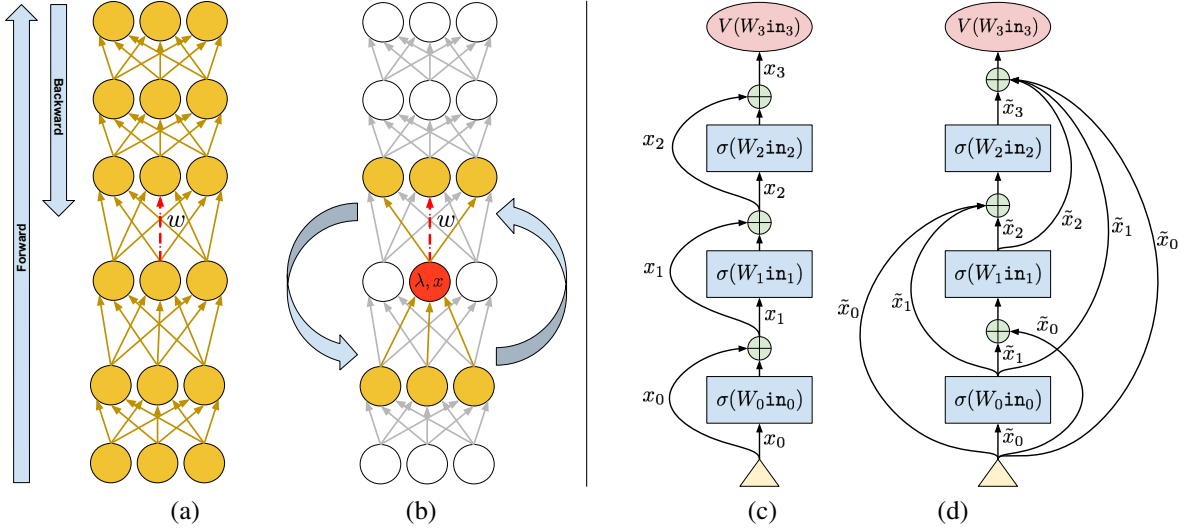 Forward
Backward
w
(a)
w
λ, x
(b)
V(W₃in₃)
x₃
σ(W₂in₂)
x₂
x₂
σ(W₁in₁)
x₁
x₁
σ(W₀in₀)
x₀
x₀
(c)
V(W₃in₃)
x̃₃
σ(W₂in₂)
x̃₂
x̃₂
x̃₁
x̃₀
σ(W₁in₁)
x̃₀
x̃₁
x̃₀
x̃₁
σ(W₀in₀)
x̃₀
(d)